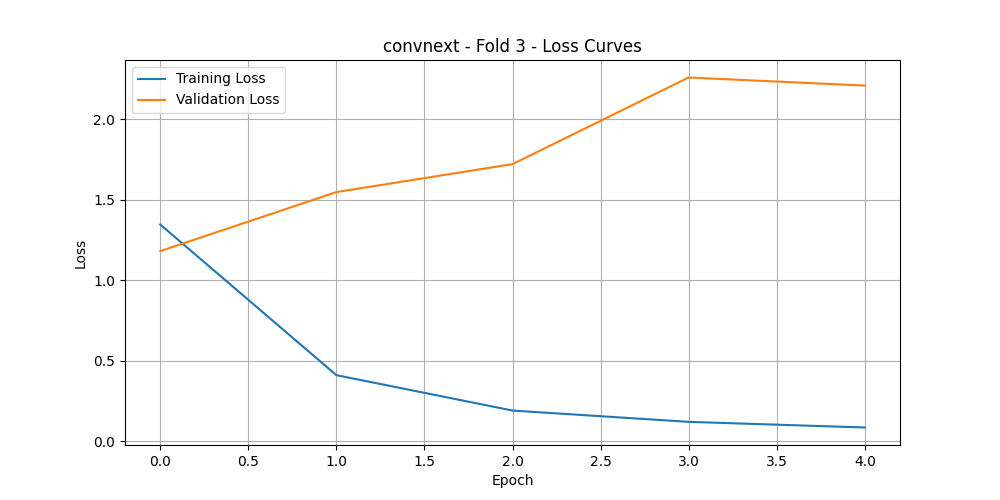 convnext - Fold 3 - Loss Curves
Training Loss
Validation Loss
Loss
2.0
1.5
1.0
0.5
0.0
0.0 0.5 1.0 1.5 2.0 2.5 3.0 3.5 4.0
Epoch